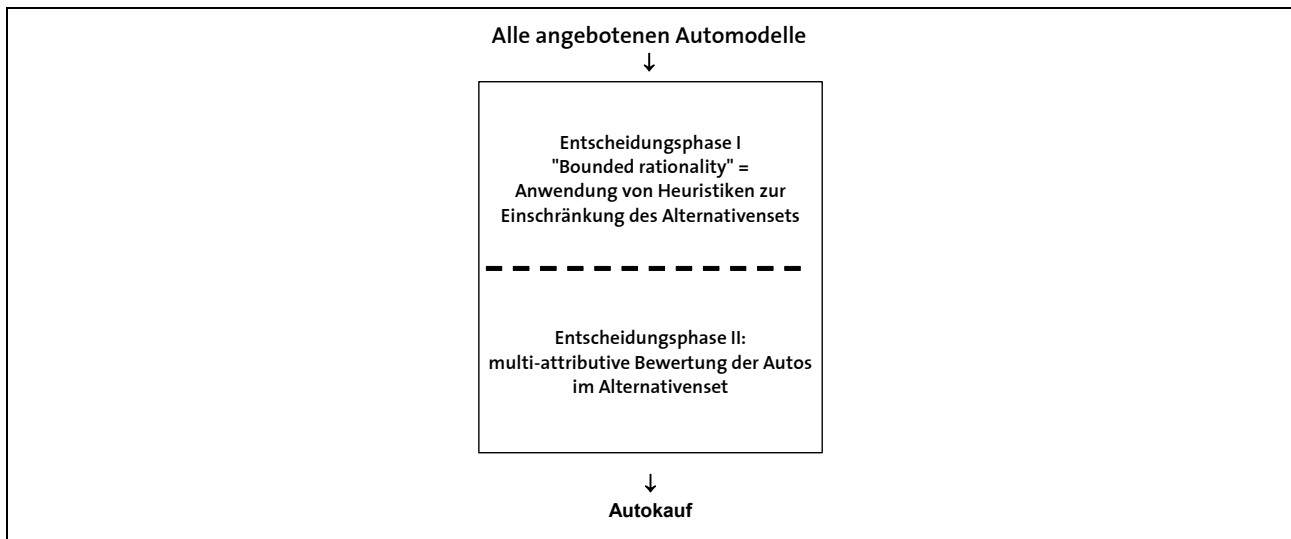 Alle angebotenen Automodelle
↓
Entscheidungsphase I
"Bounded rationality" =
Anwendung von Heuristiken zur
Einschränkung des Alternativensets
Entscheidungsphase II:
multi-attributive Bewertung der Autos
im Alternativenset
↓
Autokauf